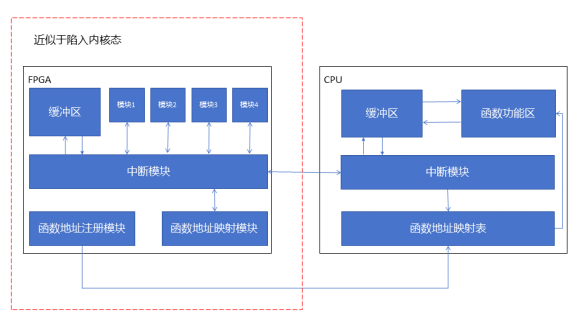 近似于陷入内核态
FPGA
缓冲区
模块1
模块2
模块3
模块4
中断模块
函数地址注册模块
函数地址映射模块
CPU
缓冲区
函数功能区
中断模块
函数地址映射表